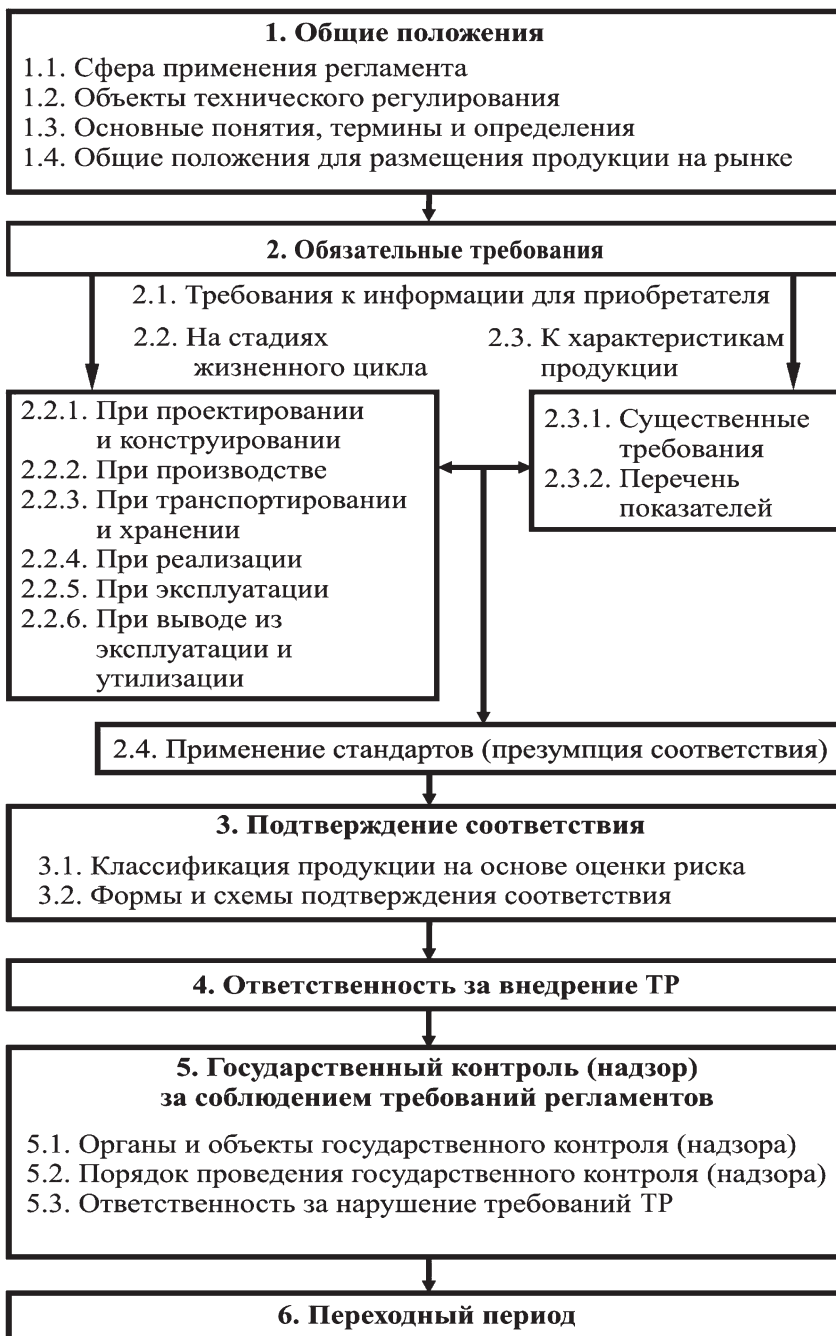 1. Общие положения
1.1. Сфера применения регламента
1.2. Объекты технического регулирования
1.3. Основные понятия, термины и определения
1.4. Общие положения для размещения продукции на рынке
2. Обязательные требования
2.1. Требования к информации для приобретателя
2.2. На стадиях
жизненного цикла
2.3. К характеристикам
продукции
2.2.1. При проектировании
и конструировании
2.2.2. При производстве
2.2.3. При транспортировании
и хранении
2.2.4. При реализации
2.2.5. При эксплуатации
2.2.6. При выводе из
эксплуатации и
утилизации
2.3.1. Существенные
требования
2.3.2. Перечень
показателей
2.4. Применение стандартов (презумпция соответствия)
3. Подтверждение соответствия
3.1. Классификация продукции на основе оценки риска
3.2. Формы и схемы подтверждения соответствия
4. Ответственность за внедрение ТР
5. Государственный контроль (надзор)
за соблюдением требований регламентов
5.1. Органы и объекты государственного контроля (надзора)
5.2. Порядок проведения государственного контроля (надзора)
5.3. Ответственность за нарушение требований ТР
6. Переходный период